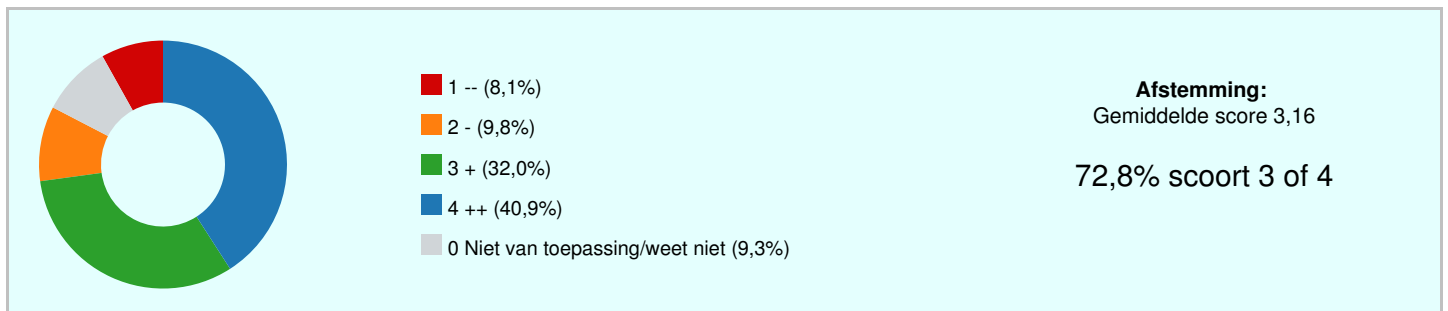 1 -- (8,1%)
2 - (9,8%)
3 + (32,0%)
4 ++ (40,9%)
0 Niet van toepassing/weet niet (9,3%)
Afstemming:
Gemiddelde score 3,16
72,8% scoort 3 of 4